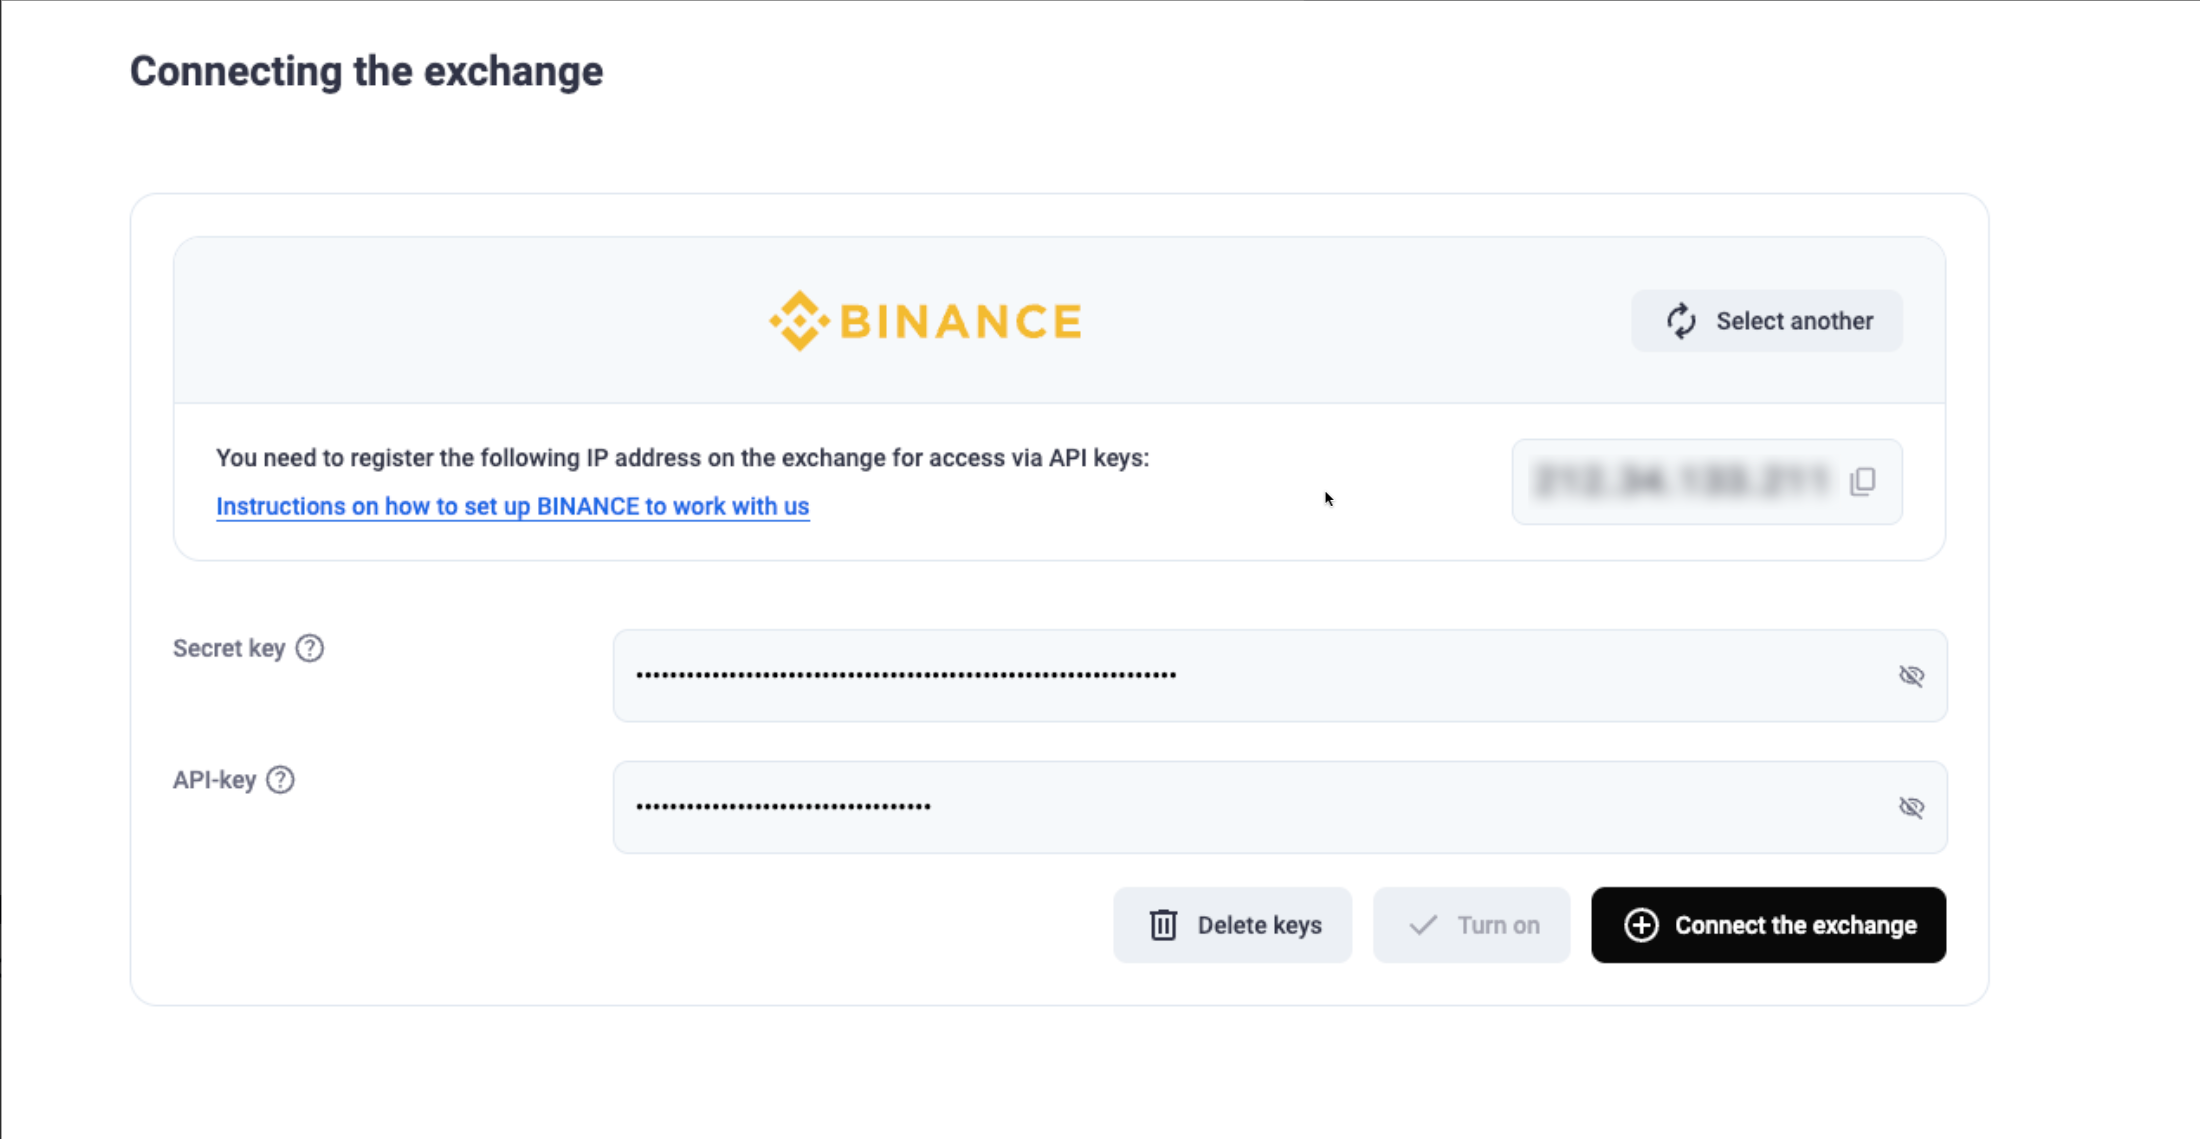 Connecting the exchange
BINANCE
Select another
You need to register the following IP address on the exchange for access via API keys:
Instructions on how to set up BINANCE to work with us
Secret key
API-key
Delete keys
Turn on
Connect the exchange